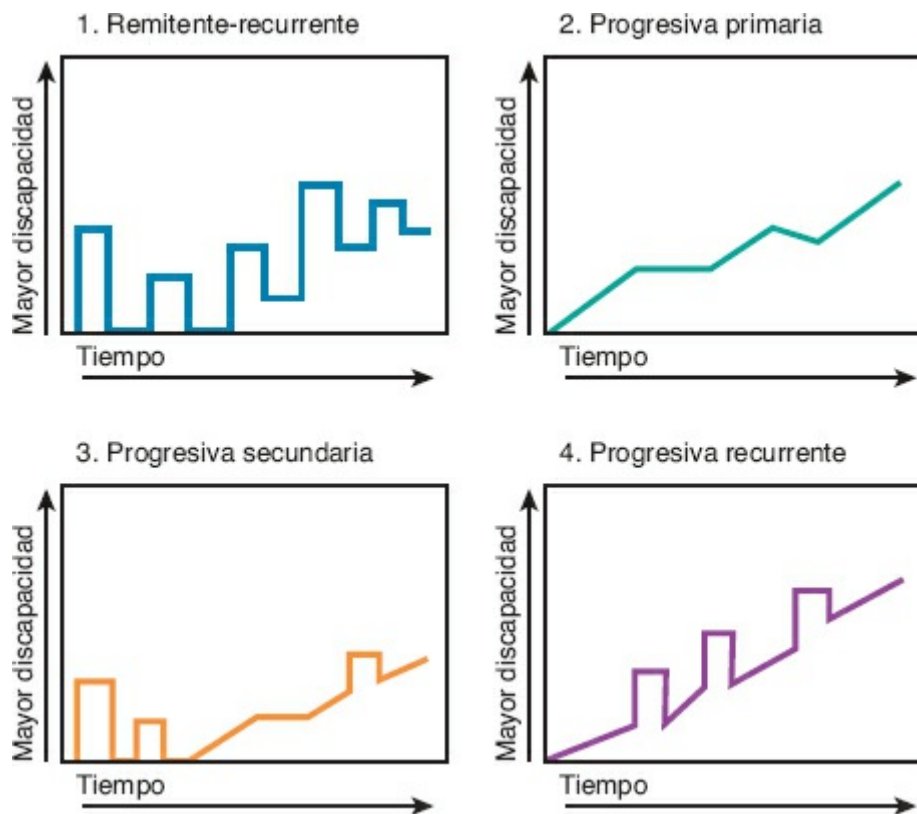 1. Remitente-recurrente
Mayor discapacidad
Tiempo
2. Progresiva primaria
Mayor discapacidad
Tiempo
3. Progresiva secundaria
Mayor discapacidad
Tiempo
4. Progresiva recurrente
Mayor discapacidad
Tiempo